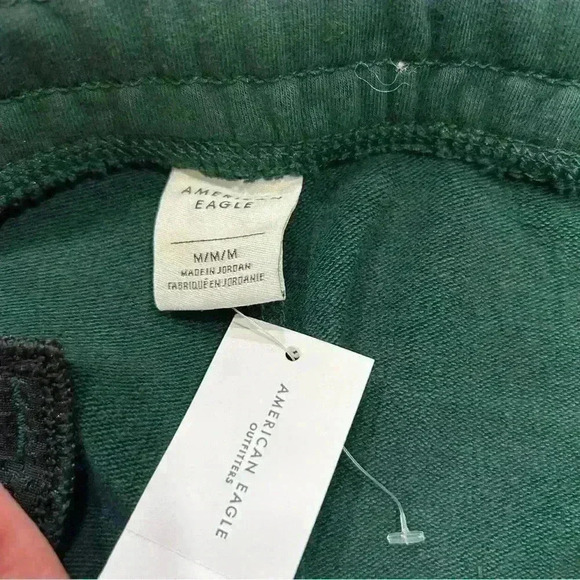 AMERICAN
EAGLE
M/M/M
MADE IN JORDAN
FABRIQUÉ EN JORDANIE
AMERICAN EAGLE
OUTFITTERS